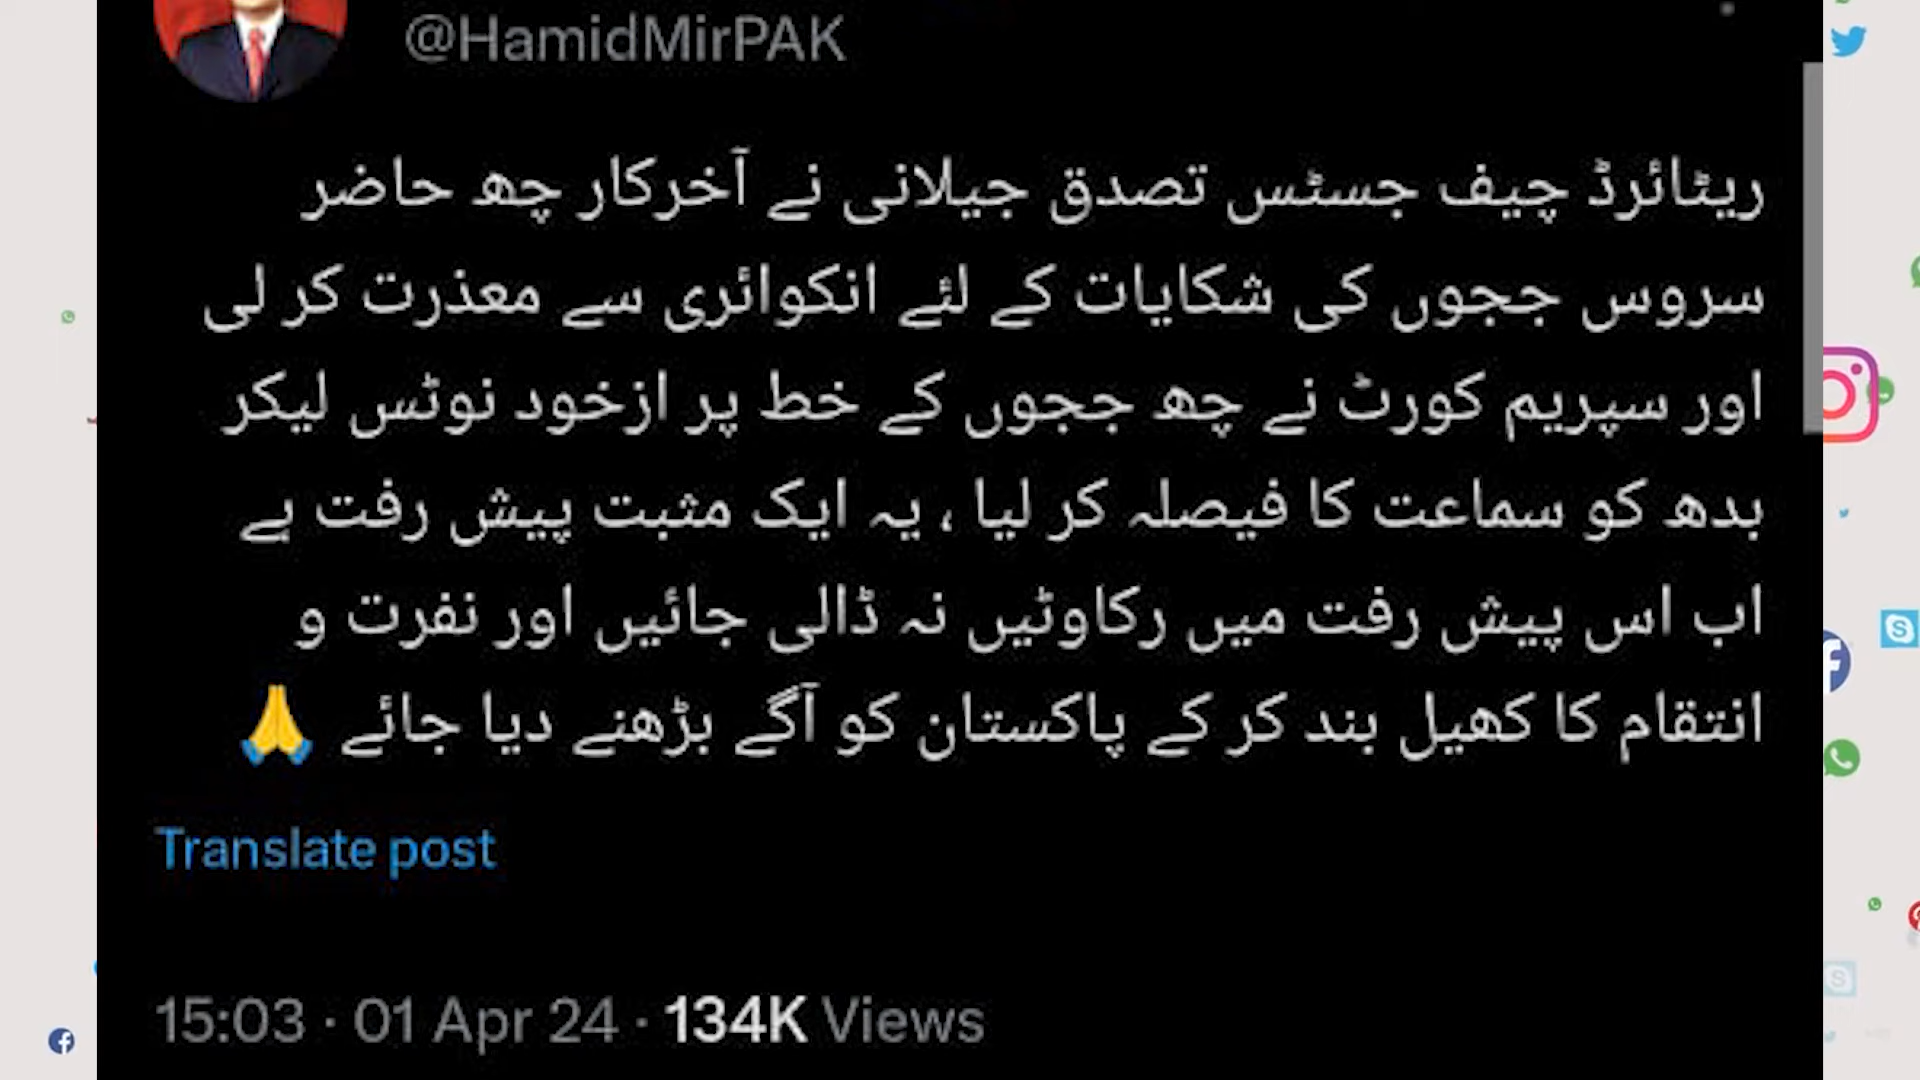 @HamidMirPAK
ریٹائرڈ چیف جسٹس تصدق جیلانی نے آخرکار چھ حاضر
سروس ججوں کی شکایات کے لئے انکوائری سے معذرت کر لی
اور سپریم کورٹ نے چھ ججوں کے خط پر ازخود نوٹس لیکر
بدھ کو سماعت کا فیصلہ کر لیا ، یہ ایک مثبت پیش رفت ہے
اب اس پیش رفت میں رکاوٹیں نہ ڈالی جائیں اور نفرت و
انتقام کا کھیل بند کر کے پاکستان کو آگے بڑھنے دیا جائے 🙏
Translate post
15:03 · 01 Apr 24 · 134K Views